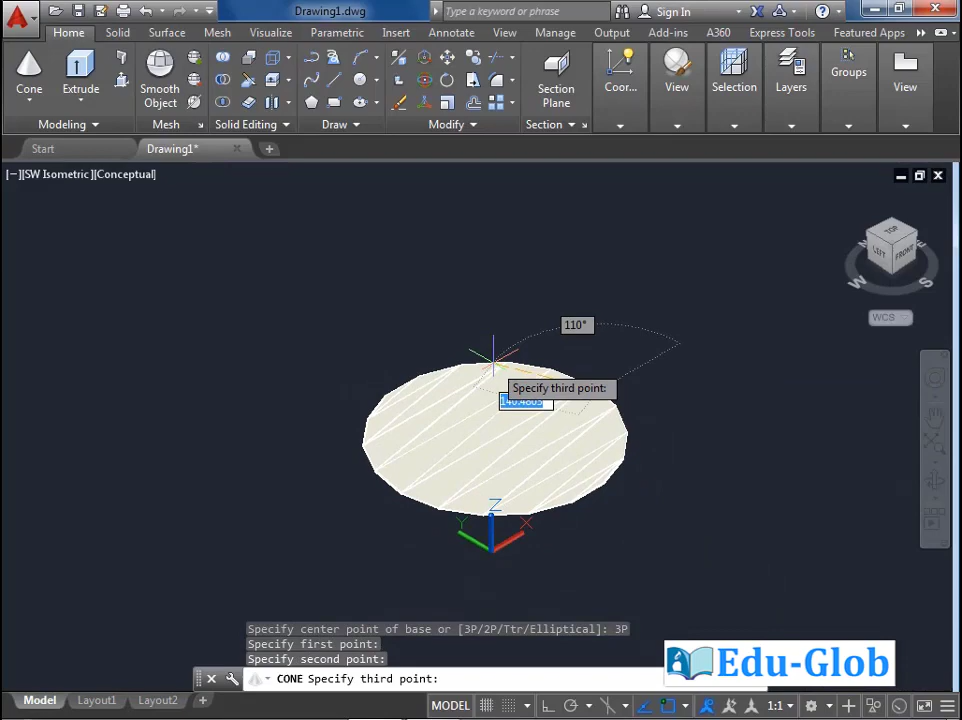 Drawing1.dwg
Type a keyword or phrase
Sign In
Home Solid Surface Mesh Visualize Parametric Insert Annotate View Manage Output Add-ins A360 Express Tools Featured Apps
Cone
Extrude
Smooth Object
Section Plane
Coor...
View
Selection
Layers
Groups
View
Modeling
Mesh
Solid Editing
Draw
Modify
Section
Start
Drawing1*
[−][SW Isometric][Conceptual]
TOP
LEFT
FRONT
W
S
WCS
110°
Specify third point:
Z
Y
X
Specify center point of base or [3P/2P/Ttr/Elliptical]: 3P
Specify first point:
Specify second point:
CONE Specify third point:
Edu-Glob
Model Layout1 Layout2
MODEL
1:1